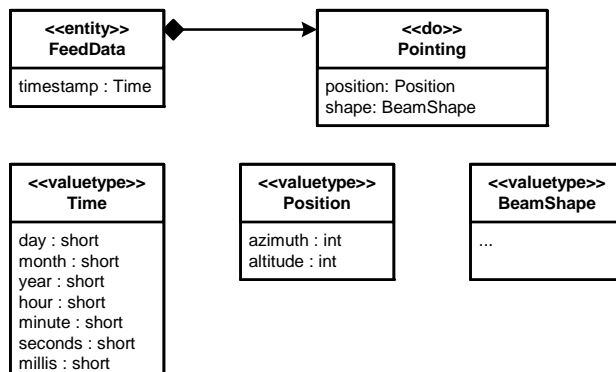 <<entity>>
FeedData
timestamp : Time
<<do>>
Pointing
position: Position
shape: BeamShape
<<valuetype>>
Time
day : short
month : short
year : short
hour : short
minute : short
seconds : short
millis : short
<<valuetype>>
Position
azimuth : int
altitude : int
<<valuetype>>
BeamShape
...